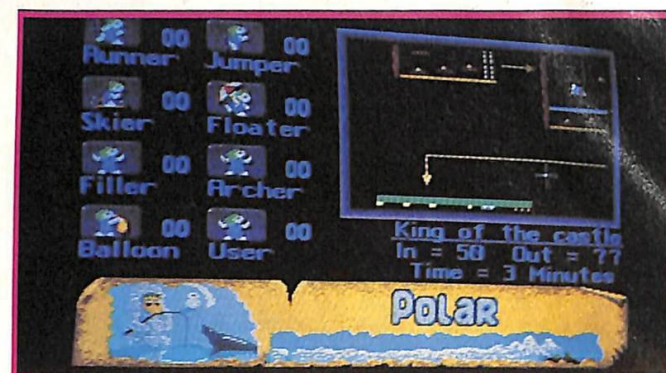 00 00
Runner Jumper
00 00
Skier Floater
00 00
Filler Archer
00 00
Balloon User
King of the castle
In = 50 Out = ??
Time = 3 Minutes
Polar